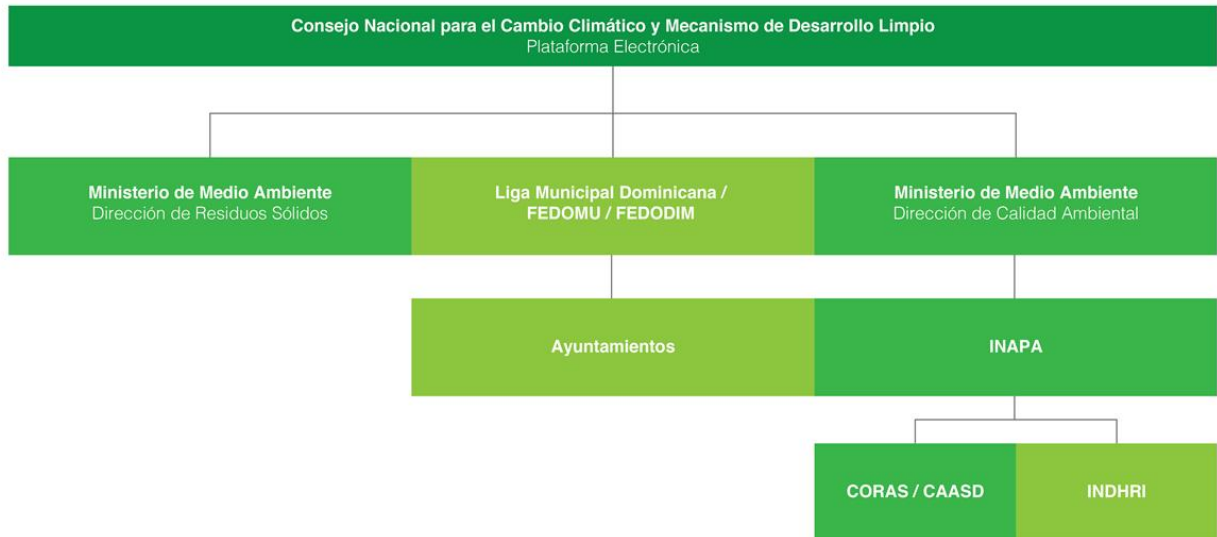 Consejo Nacional para el Cambio Climático y Mecanismo de Desarrollo Limpio
Plataforma Electrónica
Ministerio de Medio Ambiente
Dirección de Residuos Sólidos
Liga Municipal Dominicana /
FEDOMU / FEDODIM
Ministerio de Medio Ambiente
Dirección de Calidad Ambiental
Ayuntamientos
INAPA
CORAS / CAASD
INDHRI